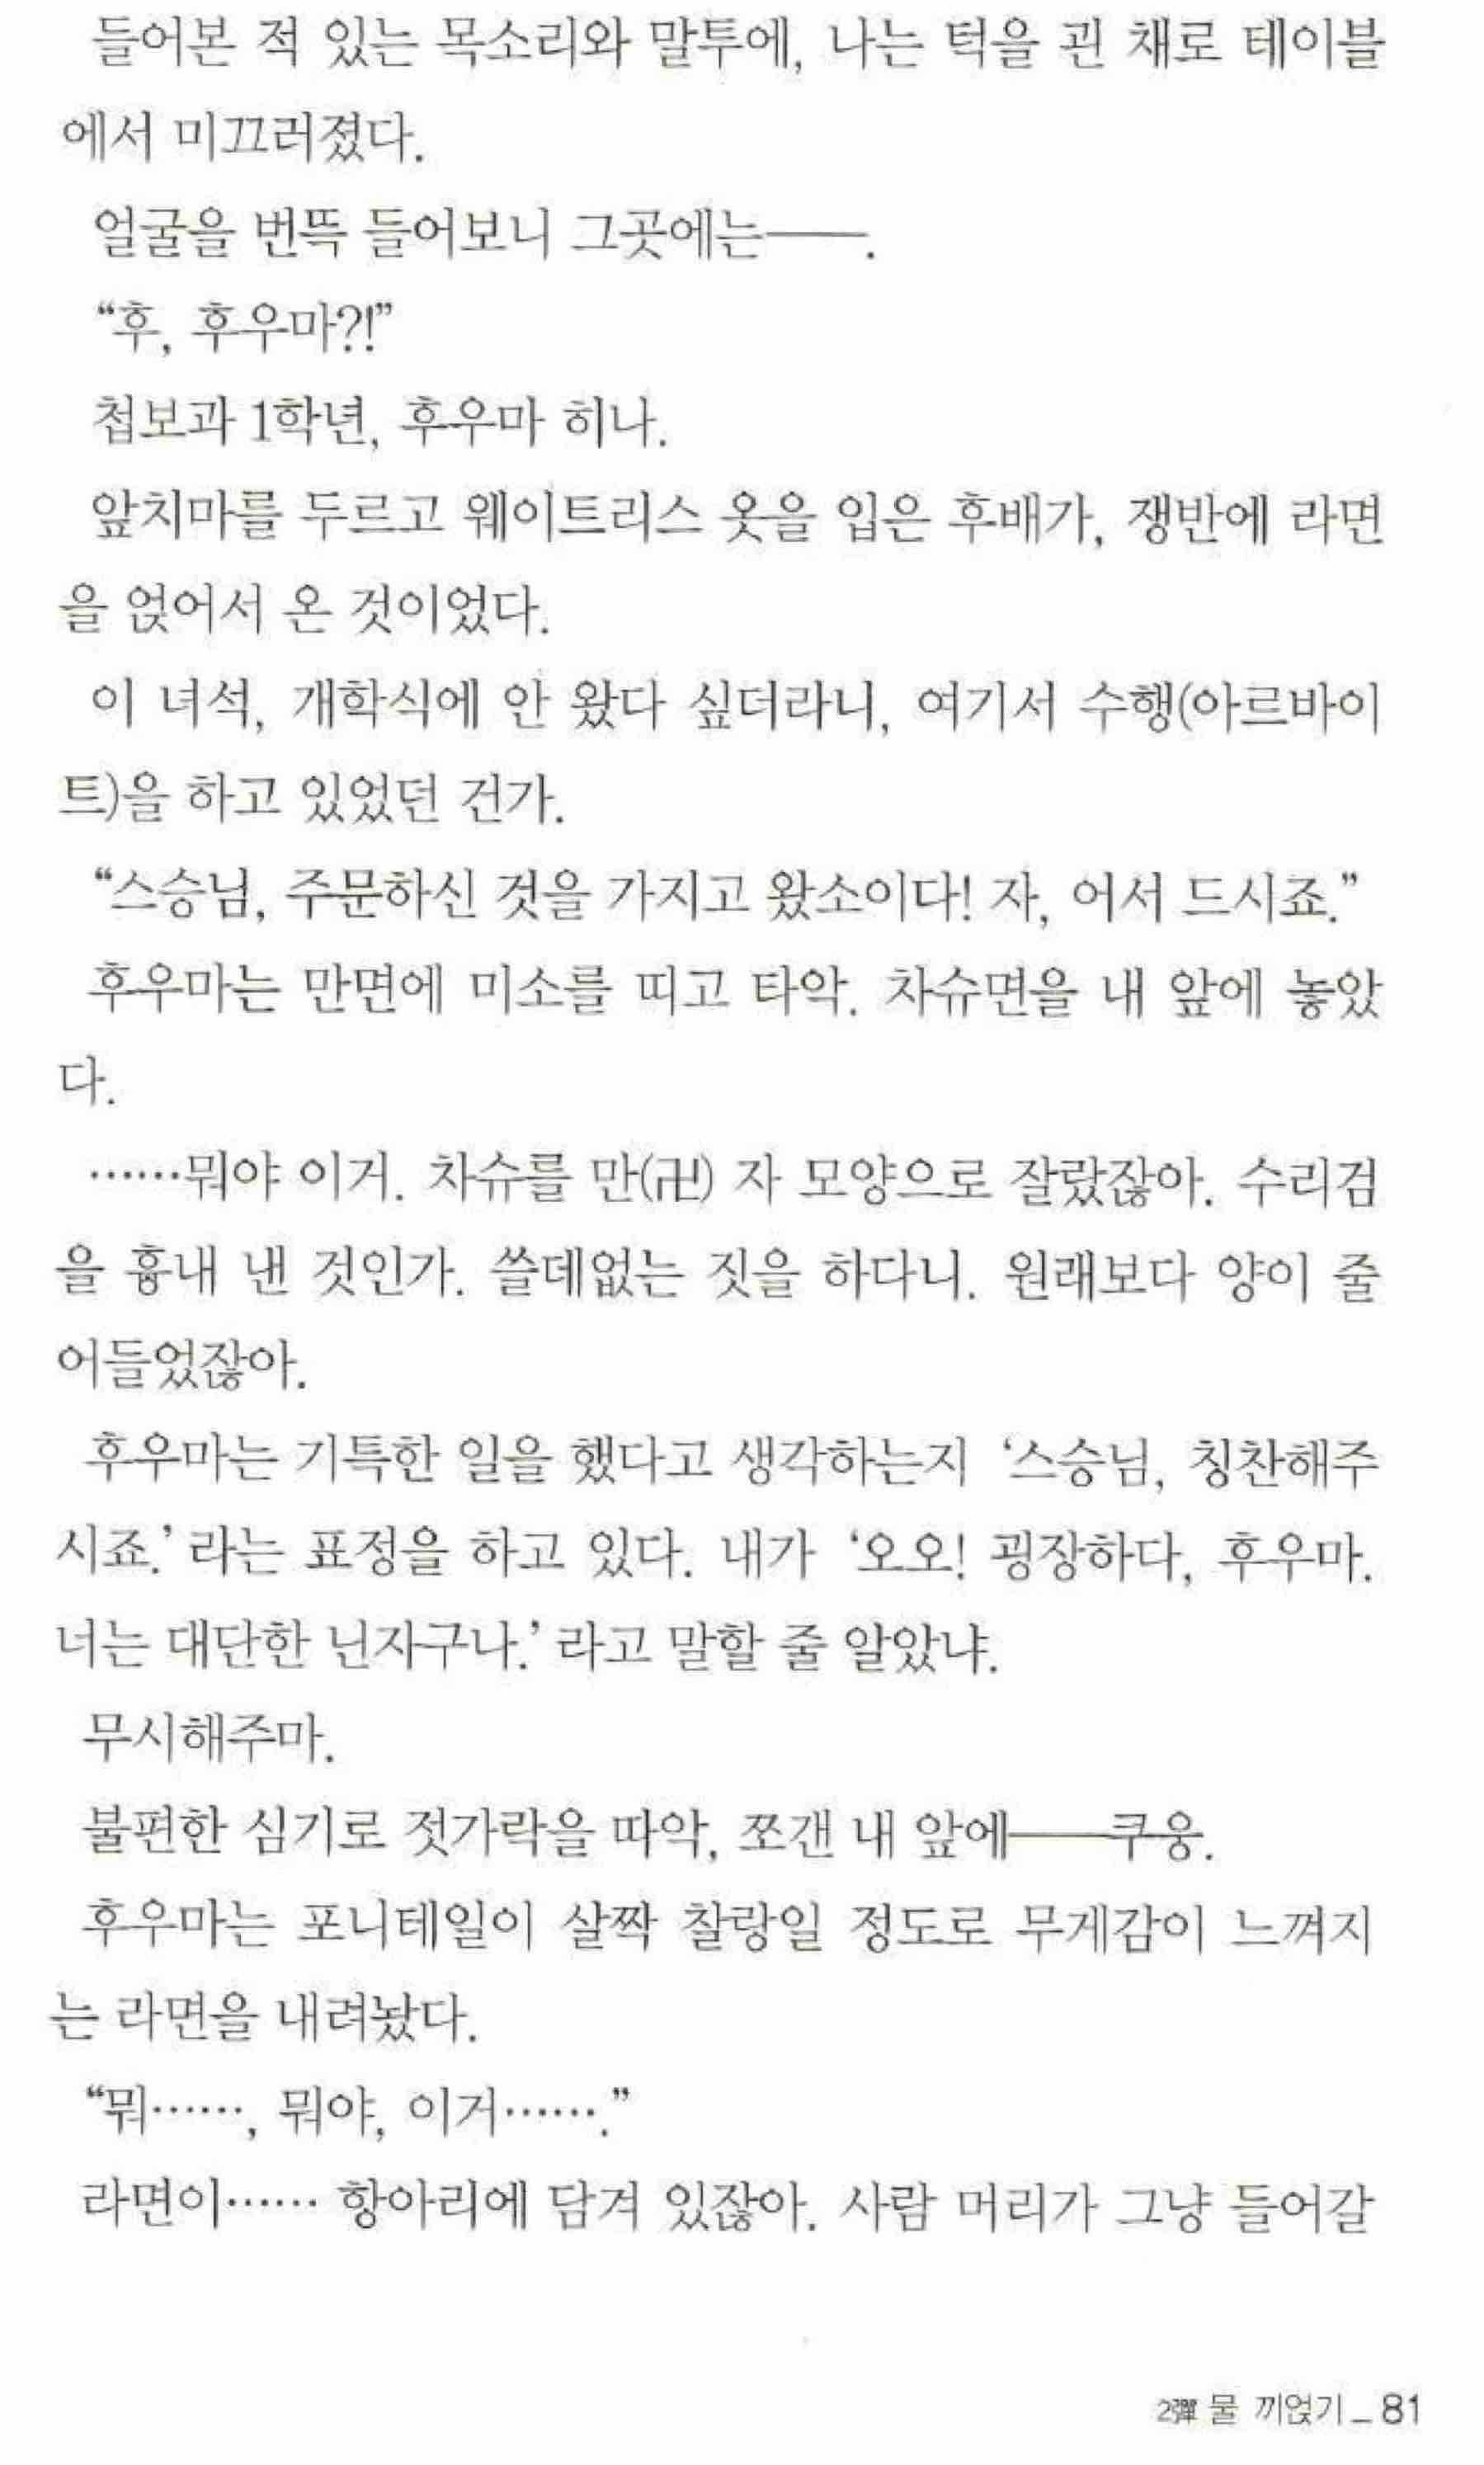 들어본 적 있는 목소리와 말투에, 나는 턱을 괸 채로 테이블
에서 미끄러졌다.
얼굴을 번뜩 들어보니 그곳에는──.
“후, 후우마?!”
첩보과 1학년, 후우마 히나.
앞치마를 두르고 웨이트리스 옷을 입은 후배가, 쟁반에 라면
을 얹어서 온 것이었다.
이 녀석, 개학식에 안 왔다 싶더라니, 여기서 수행(아르바이
트)을 하고 있었던 건가.
“스승님, 주문하신 것을 가지고 왔소이다! 자, 어서 드시죠.”
후우마는 만면에 미소를 띠고 타악. 차슈면을 내 앞에 놓았
다.
……뭐야 이거. 차슈를 만(卍) 자 모양으로 잘랐잖아. 수리검
을 흉내 낸 것인가. 쓸데없는 짓을 하다니. 원래보다 양이 줄
어들었잖아.
후우마는 기특한 일을 했다고 생각하는지 ‘스승님, 칭찬해주
시죠.’ 라는 표정을 하고 있다. 내가 ‘오오! 굉장하다, 후우마.
너는 대단한 닌자구나.’ 라고 말할 줄 알았냐.
무시해주마.
불편한 심기로 젓가락을 따악, 쪼갠 내 앞에──쿠웅.
후우마는 포니테일이 살짝 찰랑일 정도로 무게감이 느껴지
는 라면을 내려놨다.
“뭐……, 뭐야, 이거…….”
라면이…… 항아리에 담겨 있잖아. 사람 머리가 그냥 들어갈
2彈 물 끼얹기 _ 81